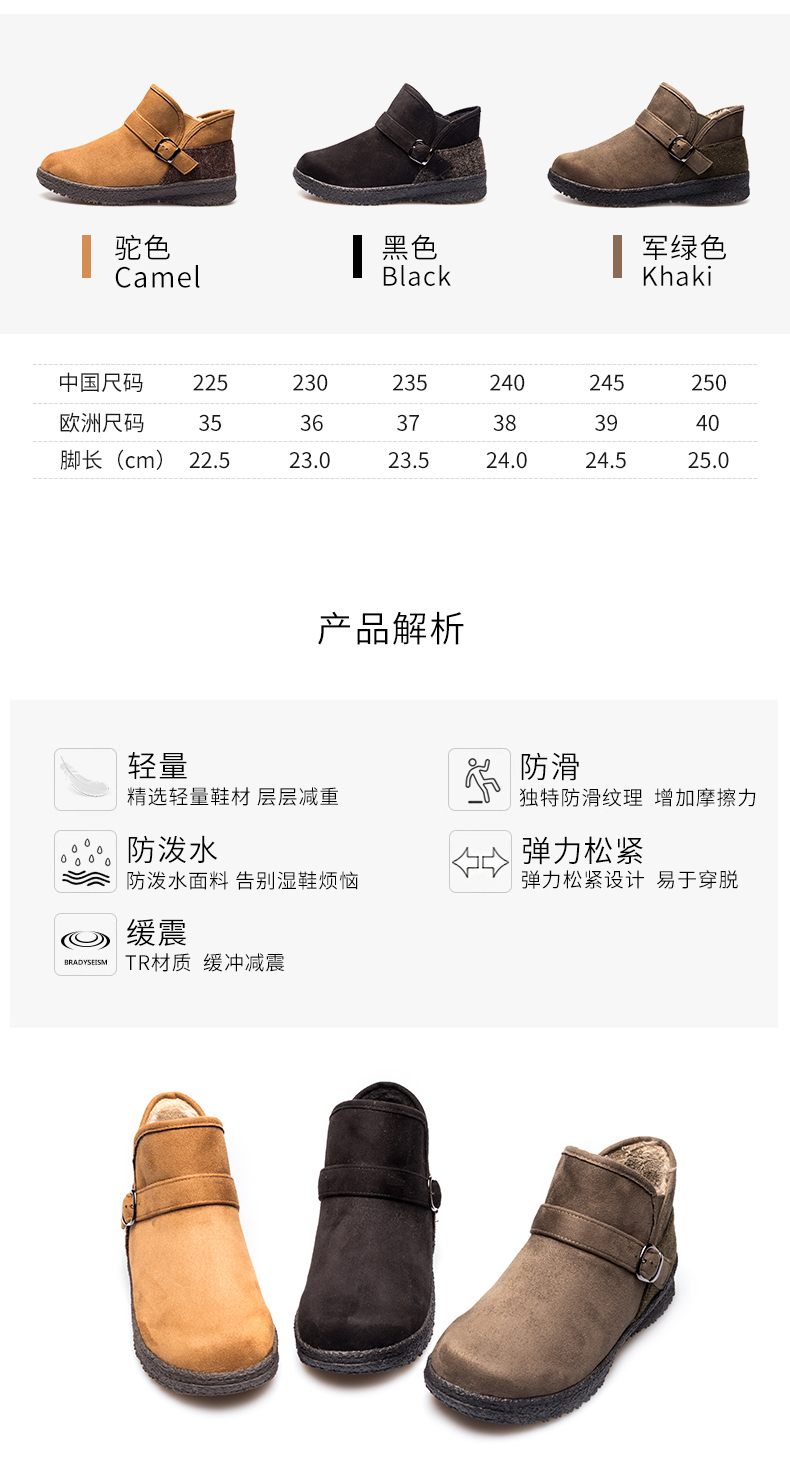 驼色
Camel
黑色
Black
军绿色
Khaki
中国尺码 225 230 235 240 245 250
欧洲尺码 35 36 37 38 39 40
脚长（cm） 22.5 23.0 23.5 24.0 24.5 25.0
产品解析
轻量
精选轻量鞋材 层层减重
防滑
独特防滑纹理 增加摩擦力
防泼水
防泼水面料 告别湿鞋烦恼
弹力松紧
弹力松紧设计 易于穿脱
缓震
BRADYSEISM
TR材质 缓冲减震